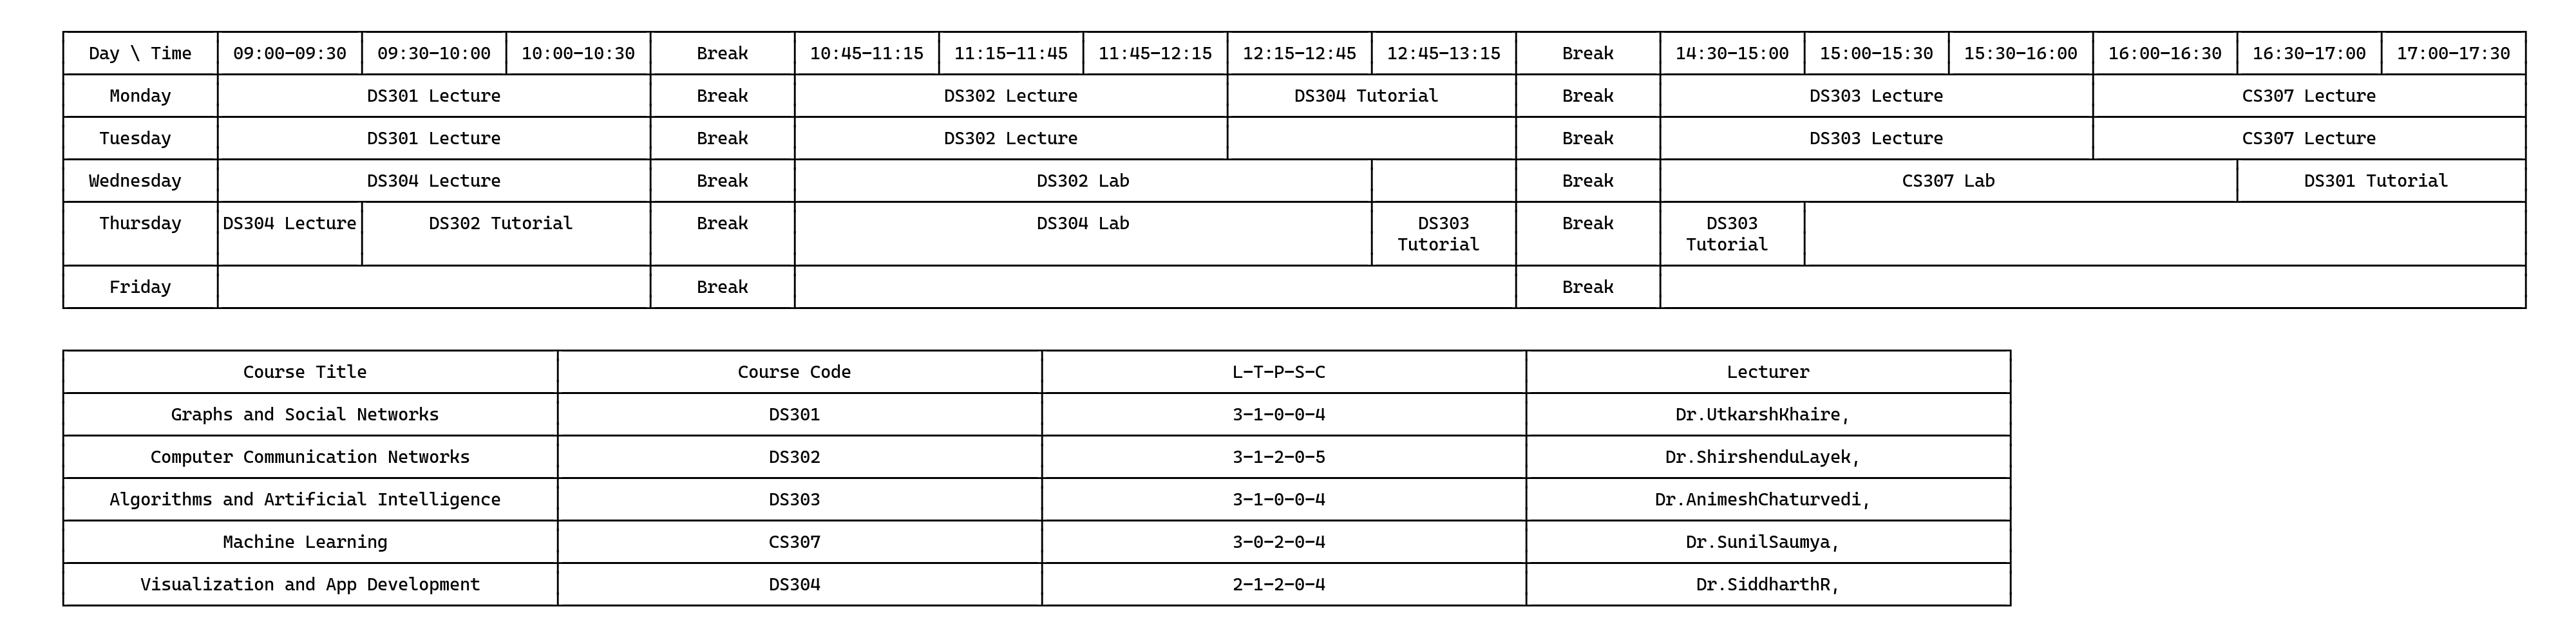 Day \ Time 09:00-09:30 09:30-10:00 10:00-10:30 Break 10:45-11:15 11:15-11:45 11:45-12:15 12:15-12:45 12:45-13:15 Break 14:30-15:00 15:00-15:30 15:30-16:00 16:00-16:30 16:30-17:00 17:00-17:30
Monday DS301 Lecture Break DS302 Lecture DS304 Tutorial Break DS303 Lecture CS307 Lecture
Tuesday DS301 Lecture Break DS302 Lecture Break DS303 Lecture CS307 Lecture
Wednesday DS304 Lecture Break DS302 Lab Break CS307 Lab DS301 Tutorial
Thursday DS304 Lecture DS302 Tutorial Break DS304 Lab DS303 Break DS303
Tutorial Tutorial
Friday Break Break
Course Title Course Code L-T-P-S-C Lecturer
Graphs and Social Networks DS301 3-1-0-0-4 Dr.UtkarshKhaire,
Computer Communication Networks DS302 3-1-2-0-5 Dr.ShirshenduLayek,
Algorithms and Artificial Intelligence DS303 3-1-0-0-4 Dr.AnimeshChaturvedi,
Machine Learning CS307 3-0-2-0-4 Dr.SunilSaumya,
Visualization and App Development DS304 2-1-2-0-4 Dr.SiddharthR,